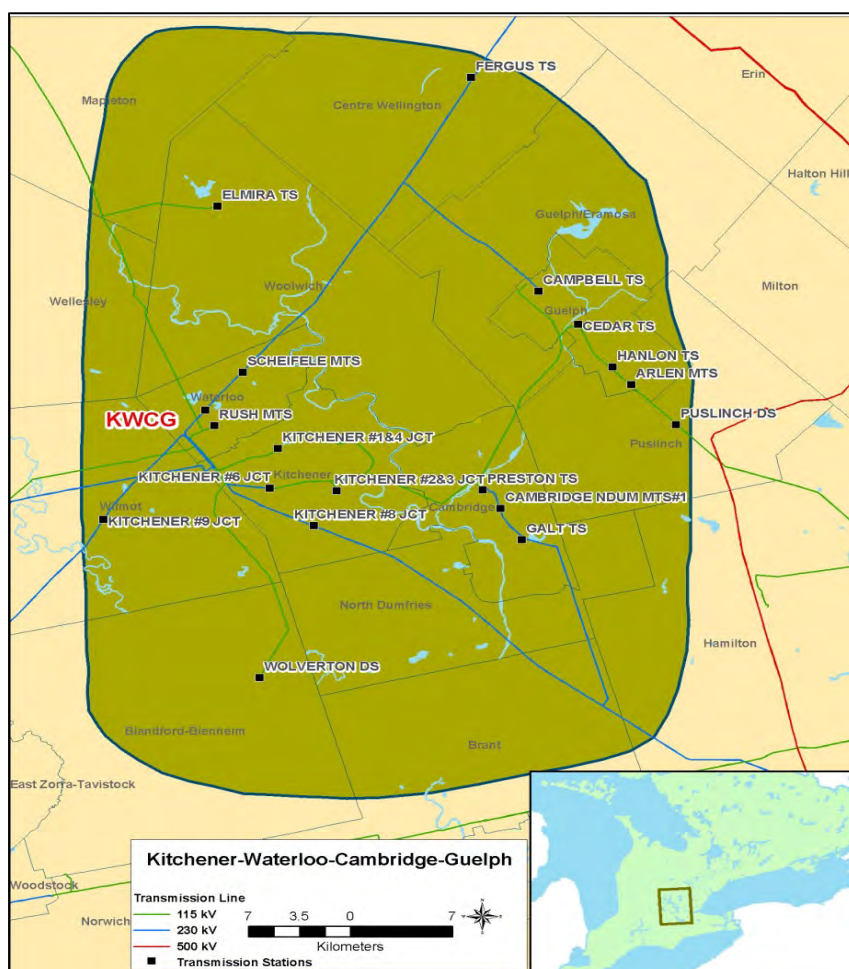 FERGUS TS
Erin
Mapleton
Centre Wellington
Halton Hill
ELMIRA TS
Guelph/Eramosa
CAMPBELL TS
Woolwich
Milton
Wellesley
Guelph
CEDAR TS
HANLON TS
SCHEIFELE MTS
ARLEN MTS
Waterloo
KWCG
RUSH MTS
PUSLINCH DS
KITCHENER #1&4 JCT
Puslinch
KITCHENER #6 JCT
Kitchener
KITCHENER #2&3 JCT
PRESTON TS
Wilmot
Cambridge
CAMBRIDGE NDUM MTS#1
KITCHENER #9 JCT
KITCHENER #8 JCT
GALT TS
North Dumfries
Hamilton
WOLVERTON DS
Blandford-Blenheim
Brant
East Zorra-Tavistock
Kitchener-Waterloo-Cambridge-Guelph
Woodstock
Transmission Line
115 kV
230 kV
500 kV
7 3.5 0 7
Kilometers
Norwich
Transmission Stations